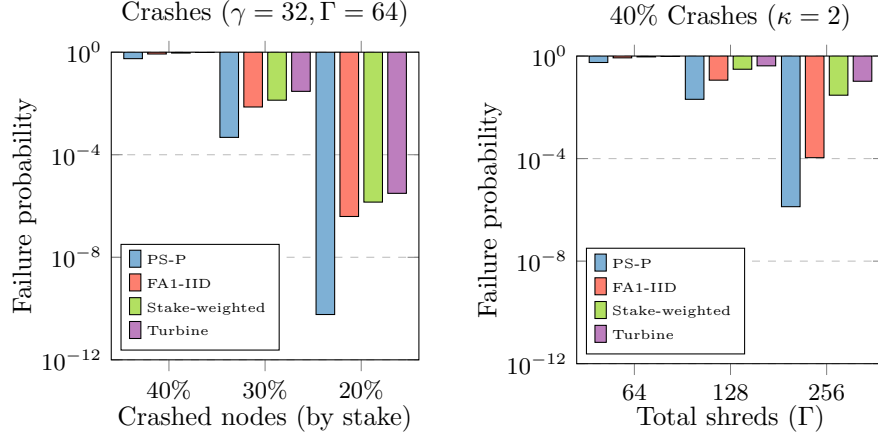 Crashes (γ = 32, Γ = 64)
10^0
10^−4
10^−8
10^−12
Failure probability
PS-P
FA1-IID
Stake-weighted
Turbine
40% 30% 20%
Crashed nodes (by stake)
40% Crashes (κ = 2)
10^0
10^−4
10^−8
10^−12
Failure probability
PS-P
FA1-IID
Stake-weighted
Turbine
64 128 256
Total shreds (Γ)